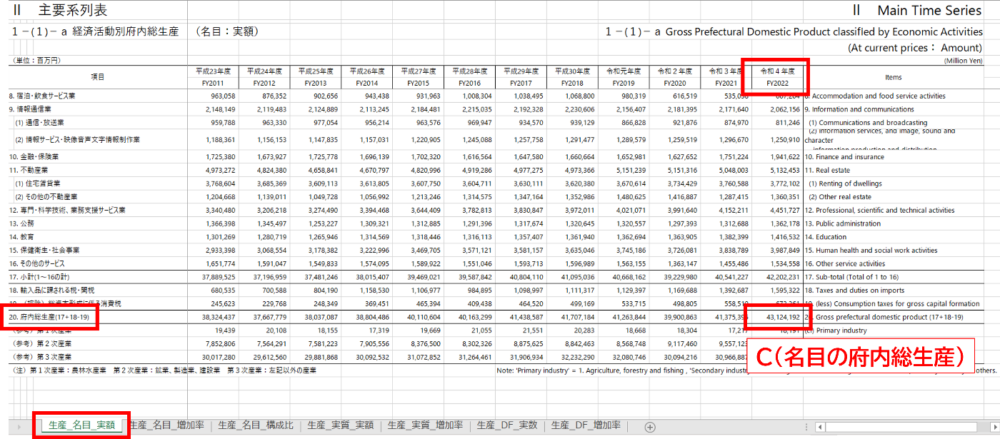 II 主要系列表 II Main Time Series
1－(1)－a 経済活動別府内総生産 （名目：実額） 1－(1)－a Gross Prefectural Domestic Product classified by Economic Activities
(At current prices： Amount)
（単位：百万円） (Million Yen)
項目 平成23年度 平成24年度 平成25年度 平成26年度 平成27年度 平成28年度 平成29年度 平成30年度 令和元年度 令和２年度 令和３年度 令和４年度 Items
FY2011 FY2012 FY2013 FY2014 FY2015 FY2016 FY2017 FY2018 FY2019 FY2020 FY2021 FY2022
8. 宿泊・飲食サービス業 963,058 876,352 902,656 943,438 931,963 1,008,304 1,038,495 1,068,800 980,319 616,519 8. Accommodation and food service activities
9. 情報通信業 2,148,149 2,119,483 2,124,889 2,113,245 2,184,481 2,215,035 2,192,328 2,230,606 2,156,407 2,181,395 2,171,640 2,062,156 9. Information and communications
(1) 通信・放送業 959,788 963,330 977,054 956,214 963,576 969,947 934,570 939,129 866,828 921,876 874,970 811,246 (1) Communications and broadcasting
(2) 情報サービス・映像音声文字情報制作業 1,188,361 1,156,153 1,147,835 1,157,031 1,220,905 1,245,088 1,257,758 1,291,477 1,289,579 1,259,519 1,296,670 1,250,910 (2) information services, and image, sound and
character
information production and distribution
10. 金融・保険業 1,725,380 1,673,927 1,725,778 1,696,139 1,702,320 1,616,564 1,647,580 1,660,664 1,652,981 1,627,652 1,751,224 1,941,622 10. Finance and insurance
11. 不動産業 4,973,272 4,824,380 4,658,841 4,670,797 4,820,996 4,919,286 4,977,275 4,973,366 5,151,239 5,151,316 5,048,003 5,132,453 11. Real estate
(1) 住宅賃貸業 3,768,604 3,685,369 3,609,113 3,613,805 3,607,750 3,604,711 3,630,111 3,620,380 3,670,614 3,734,429 3,760,588 3,772,102 (1) Renting of dwellings
(2) その他の不動産業 1,204,668 1,139,011 1,049,728 1,056,992 1,213,246 1,314,575 1,347,164 1,352,986 1,480,625 1,416,887 1,287,415 1,360,351 (2) Other real estate
12. 専門・科学技術、業務支援サービス業 3,340,480 3,206,218 3,274,490 3,394,468 3,644,409 3,782,813 3,830,847 3,972,011 4,021,071 3,991,640 4,152,211 4,451,727 12. Professional, scientific and technical activities
13. 公務 1,366,398 1,345,497 1,253,227 1,309,321 1,312,885 1,291,396 1,317,674 1,320,645 1,320,557 1,297,393 1,312,688 1,362,178 13. Public administration
14. 教育 1,301,269 1,280,719 1,265,946 1,314,569 1,318,446 1,316,113 1,357,407 1,361,940 1,362,694 1,363,905 1,382,399 1,416,532 14. Education
15. 保健衛生・社会事業 2,933,398 3,068,554 3,178,382 3,222,996 3,469,705 3,571,121 3,581,157 3,635,046 3,745,186 3,726,081 3,838,789 3,987,849 15. Human health and social work activities
16. その他のサービス 1,651,774 1,591,047 1,549,833 1,574,095 1,589,922 1,551,046 1,593,713 1,596,989 1,563,155 1,363,147 1,455,486 1,534,558 16. Other service activities
17. 小計(1～16の計) 37,889,525 37,196,959 37,481,246 38,015,407 39,469,021 39,587,842 40,804,110 41,095,036 40,668,162 39,229,980 40,541,227 42,202,231 17. Sub-total (Total of 1 to 16)
18. 輸入品に課される税・関税 680,535 700,588 804,190 1,158,530 1,106,977 984,895 1,098,997 1,111,317 1,129,397 1,169,688 1,392,687 1,595,322 18. Taxes and duties on imports
19. （控除）総資本形成に係る消費税 245,623 229,768 248,349 369,451 465,394 409,438 464,520 499,169 533,715 498,805 (less) Consumption taxes for gross capital formation
20. 府内総生産(17+18-19) 38,324,437 37,667,779 38,037,087 38,804,486 40,110,604 40,163,299 41,438,587 41,707,184 41,263,844 39,900,863 43,124,192 Gross prefectural domestic product (17+18-19)
（参考）第１次産業 19,439 20,108 18,155 17,319 19,669 21,055 21,551 20,283 18,668 18,304 Primary industry
（参考）第２次産業 7,852,806 7,564,291 7,581,223 7,905,556 8,376,500 8,302,326 8,875,625 8,842,463 8,568,748 9,117,460 9,557,123
（参考）第３次産業 30,017,280 29,612,560 29,881,868 30,092,532 31,072,852 31,264,461 31,906,934 32,232,290 32,080,746 30,094,216
C（名目の府内総生産）
（注）第１次産業：農林水産業 第２次産業：鉱業、製造業、建設業 第３次産業：左記以外の産業 Note: 'Primary industry' = 1. Agriculture, forestry and fishing , 'Secondary others.
生産_名目_実額 生産_名目_増加率 生産_名目_構成比 生産_実質_実額 生産_実質_増加率 生産_DF_実数 生産_DF_増加率